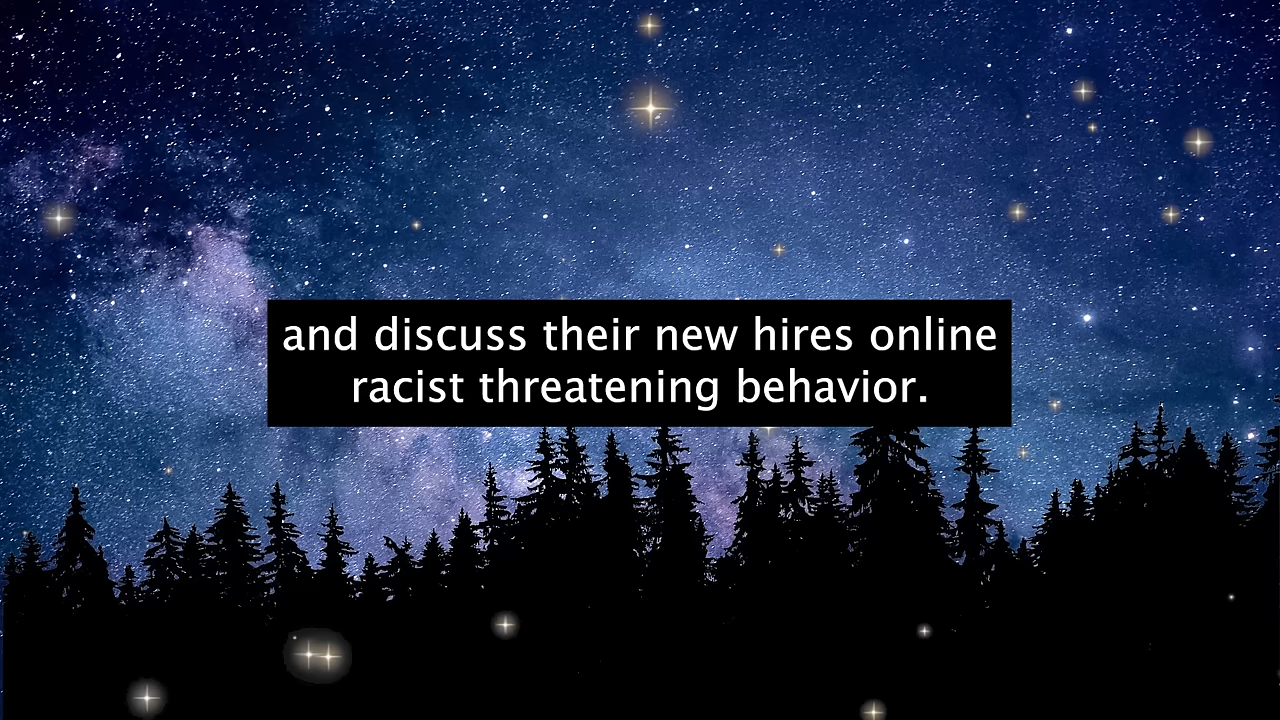 and discuss their new hires online
racist threatening behavior.